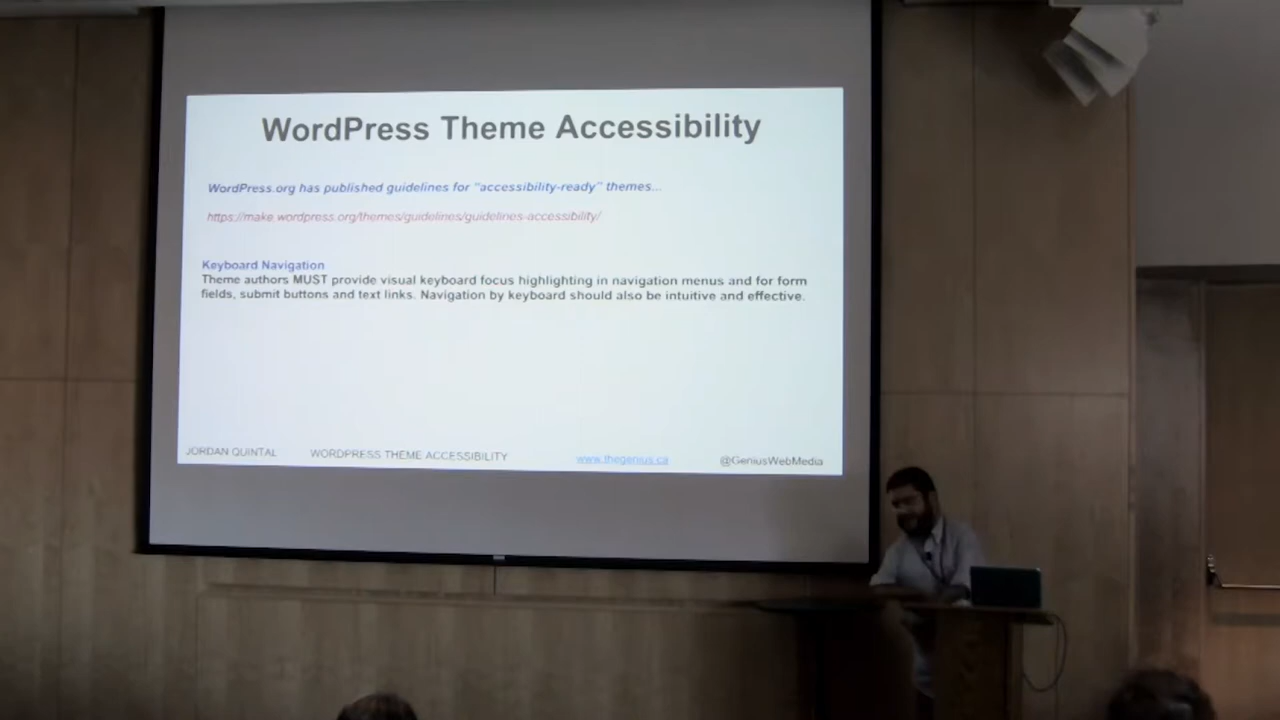 WordPress Theme Accessibility
WordPress.org has published guidelines for "accessibility-ready" themes...
https://make.wordpress.org/themes/guidelines/guidelines-accessibility/
Keyboard Navigation
Theme authors MUST provide visual keyboard focus highlighting in navigation menus and for form
fields, submit buttons and text links. Navigation by keyboard should also be intuitive and effective.
JORDAN QUINTAL WORDPRESS THEME ACCESSIBILITY www.thegenius.ca @GeniusWebMedia